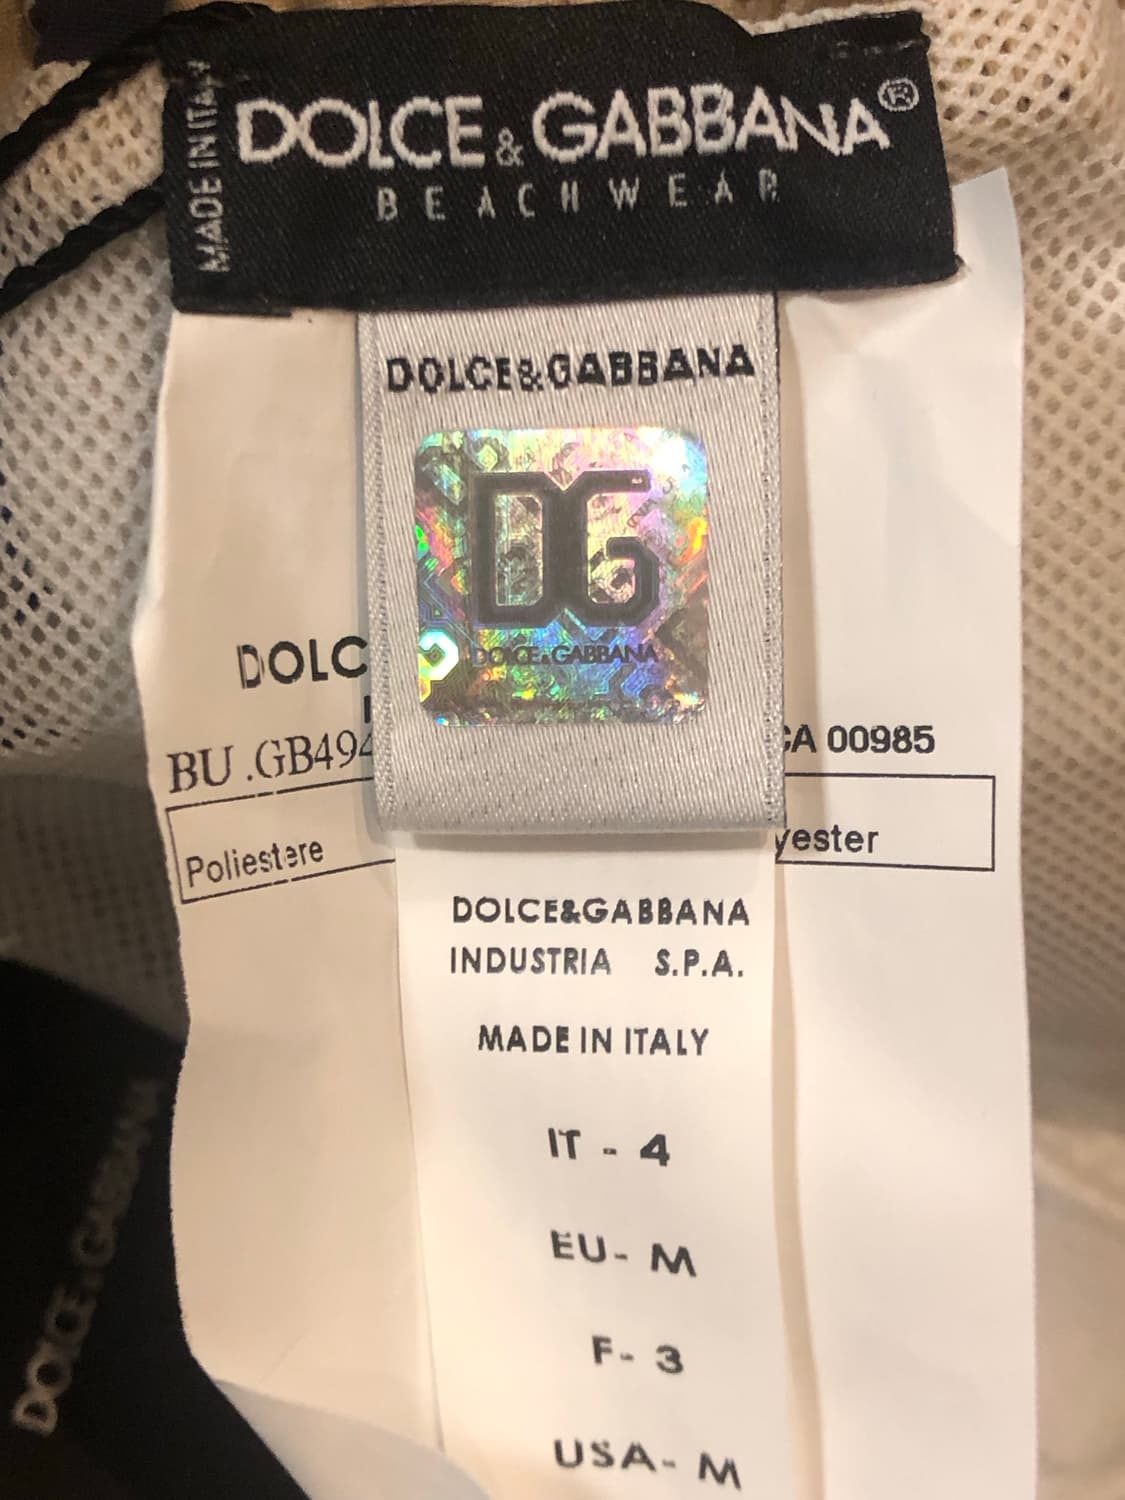 MADE IN ITALY
DOLCE & GABBANA®
BEACHWEAR
DOLCE&GABBANA
DG
DOLCE&GABBANA
DOLC
BU .GB494
CA 00985
Poliestere
yester
DOLCE&GABBANA
INDUSTRIA S.P.A.
MADE IN ITALY
IT - 4
EU- M
F- 3
USA- M
DOLCE & GABBANA